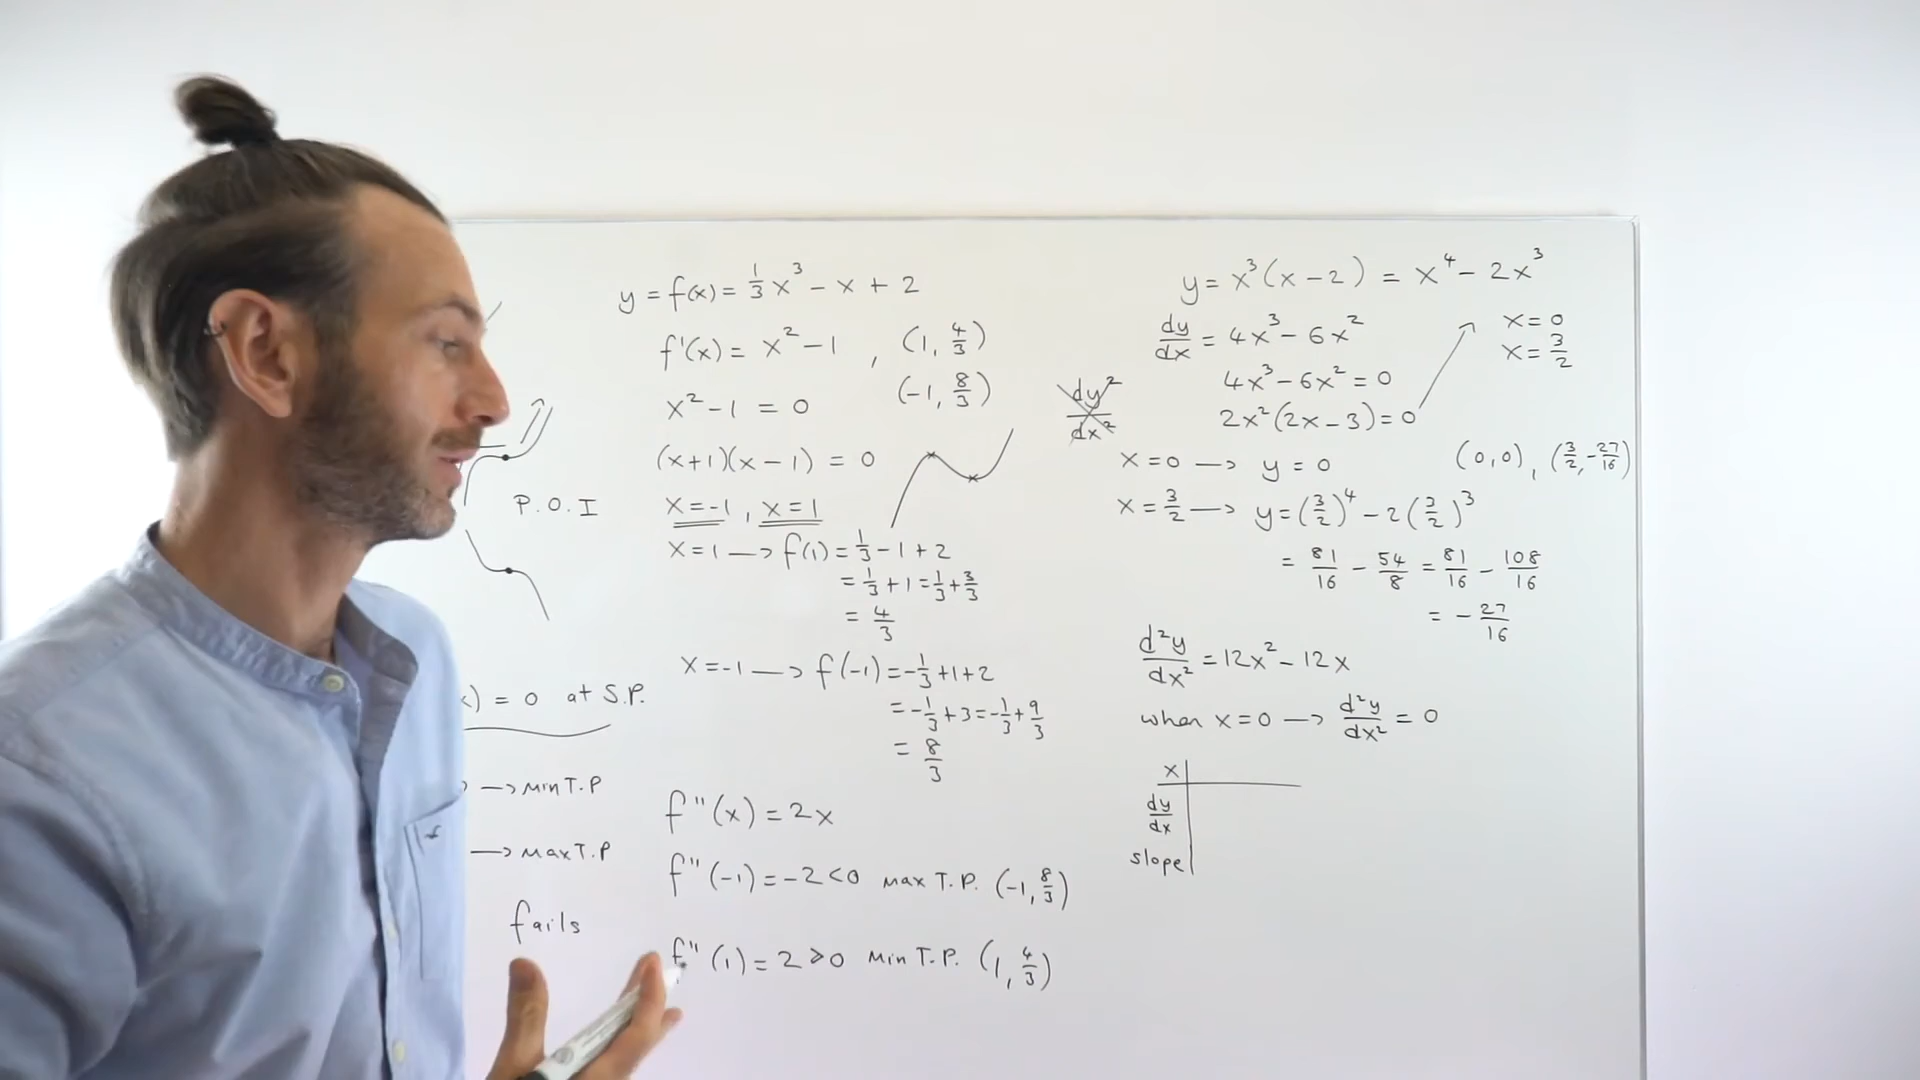 P.O.I
) = 0 at S.P.
→ Min T.P
→ Max T.P
fails
y = f(x) = 1/3 x³ - x + 2
f'(x) = x² - 1 , (1, 4/3)
(-1, 8/3)
x² - 1 = 0
(x+1)(x-1) = 0
x = -1 , x = 1
x = 1 → f(1) = 1/3 - 1 + 2
= 1/3 + 1 = 1/3 + 3/3
= 4/3
x = -1 → f(-1) = -1/3 + 1 + 2
= -1/3 + 3 = -1/3 + 9/3
= 8/3
f''(x) = 2x
f''(-1) = -2 < 0 max T.P. (-1, 8/3)
f''(1) = 2 > 0 Min T.P. (1, 4/3)
y = x³(x-2) = x⁴ - 2x³
dy/dx = 4x³ - 6x²
x = 0
x = 3/2
4x³ - 6x² = 0
dy²/dx²
2x²(2x-3) = 0
x = 0 → y = 0
(0,0), (3/2, -27/16)
x = 3/2 → y = (3/2)⁴ - 2(3/2)³
= 81/16 - 54/8 = 81/16 - 108/16
= -27/16
d²y/dx² = 12x² - 12x
when x = 0 → d²y/dx² = 0
x
dy/dx
slope